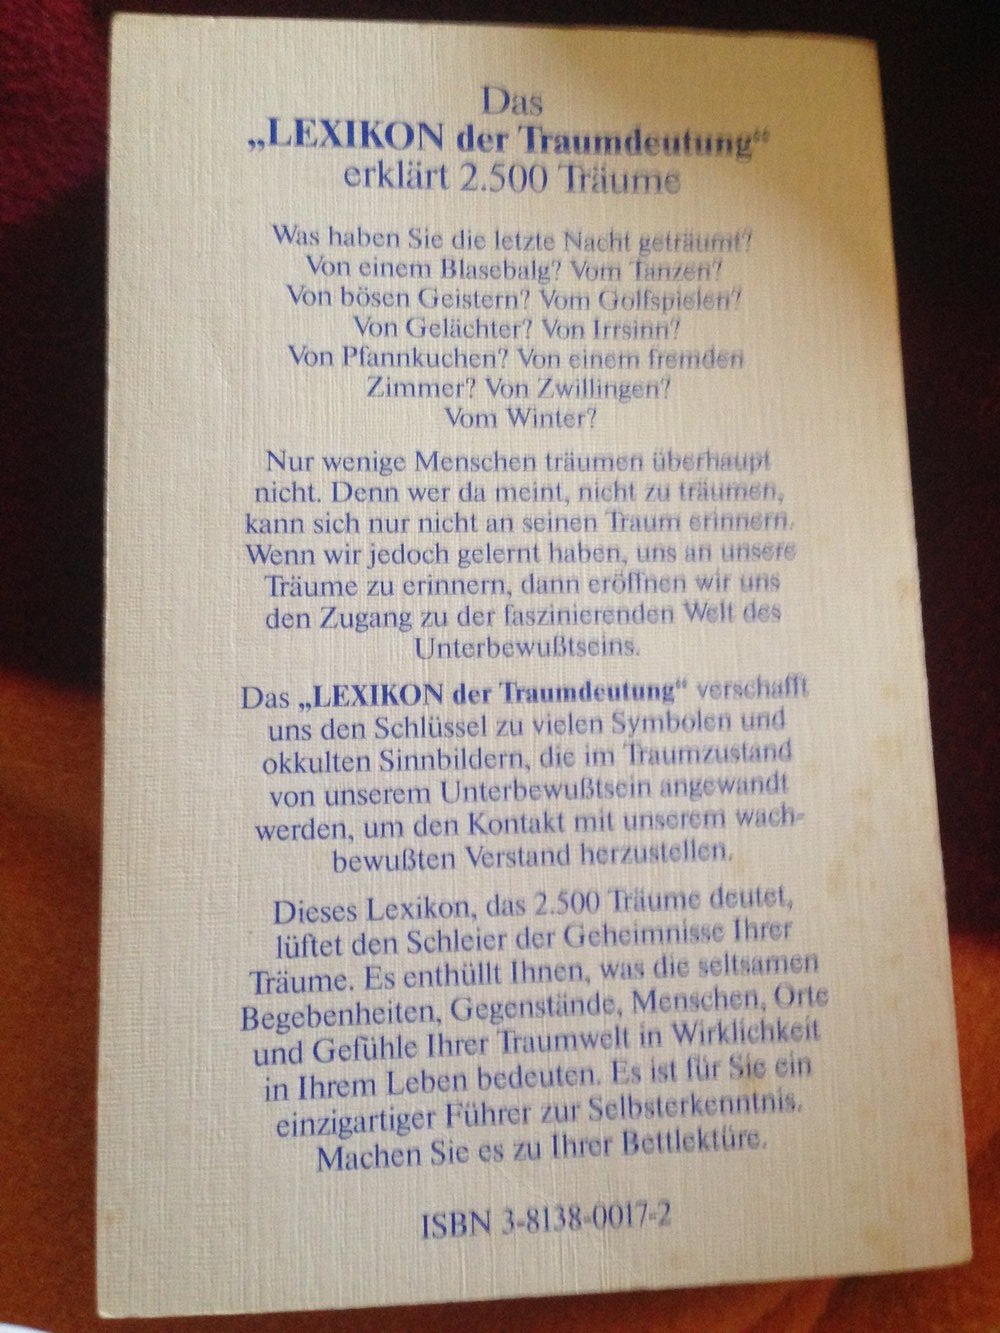 Das
„LEXIKON der Traumdeutung“
erklärt 2.500 Träume
Was haben Sie die letzte Nacht geträumt?
Von einem Blasebalg? Vom Tanzen?
Von bösen Geistern? Vom Golfspielen?
Von Gelächter? Von Irrsinn?
Von Pfannkuchen? Von einem fremden
Zimmer? Von Zwillingen?
Vom Winter?
Nur wenige Menschen träumen überhaupt
nicht. Denn wer da meint, nicht zu träumen,
kann sich nur nicht an seinen Traum erinnern.
Wenn wir jedoch gelernt haben, uns an unsere
Träume zu erinnern, dann eröffnen wir uns
den Zugang zu der faszinierenden Welt des
Unterbewußtseins.
Das „LEXIKON der Traumdeutung“ verschafft
uns den Schlüssel zu vielen Symbolen und
okkulten Sinnbildern, die im Traumzustand
von unserem Unterbewußtsein angewandt
werden, um den Kontakt mit unserem wach-
bewußten Verstand herzustellen.
Dieses Lexikon, das 2.500 Träume deutet,
lüftet den Schleier der Geheimnisse Ihrer
Träume. Es enthüllt Ihnen, was die seltsamen
Begebenheiten, Gegenstände, Menschen, Orte
und Gefühle Ihrer Traumwelt in Wirklichkeit
in Ihrem Leben bedeuten. Es ist für Sie ein
einzigartiger Führer zur Selbsterkenntnis.
Machen Sie es zu Ihrer Bettlektüre.
ISBN 3-8138-0017-2